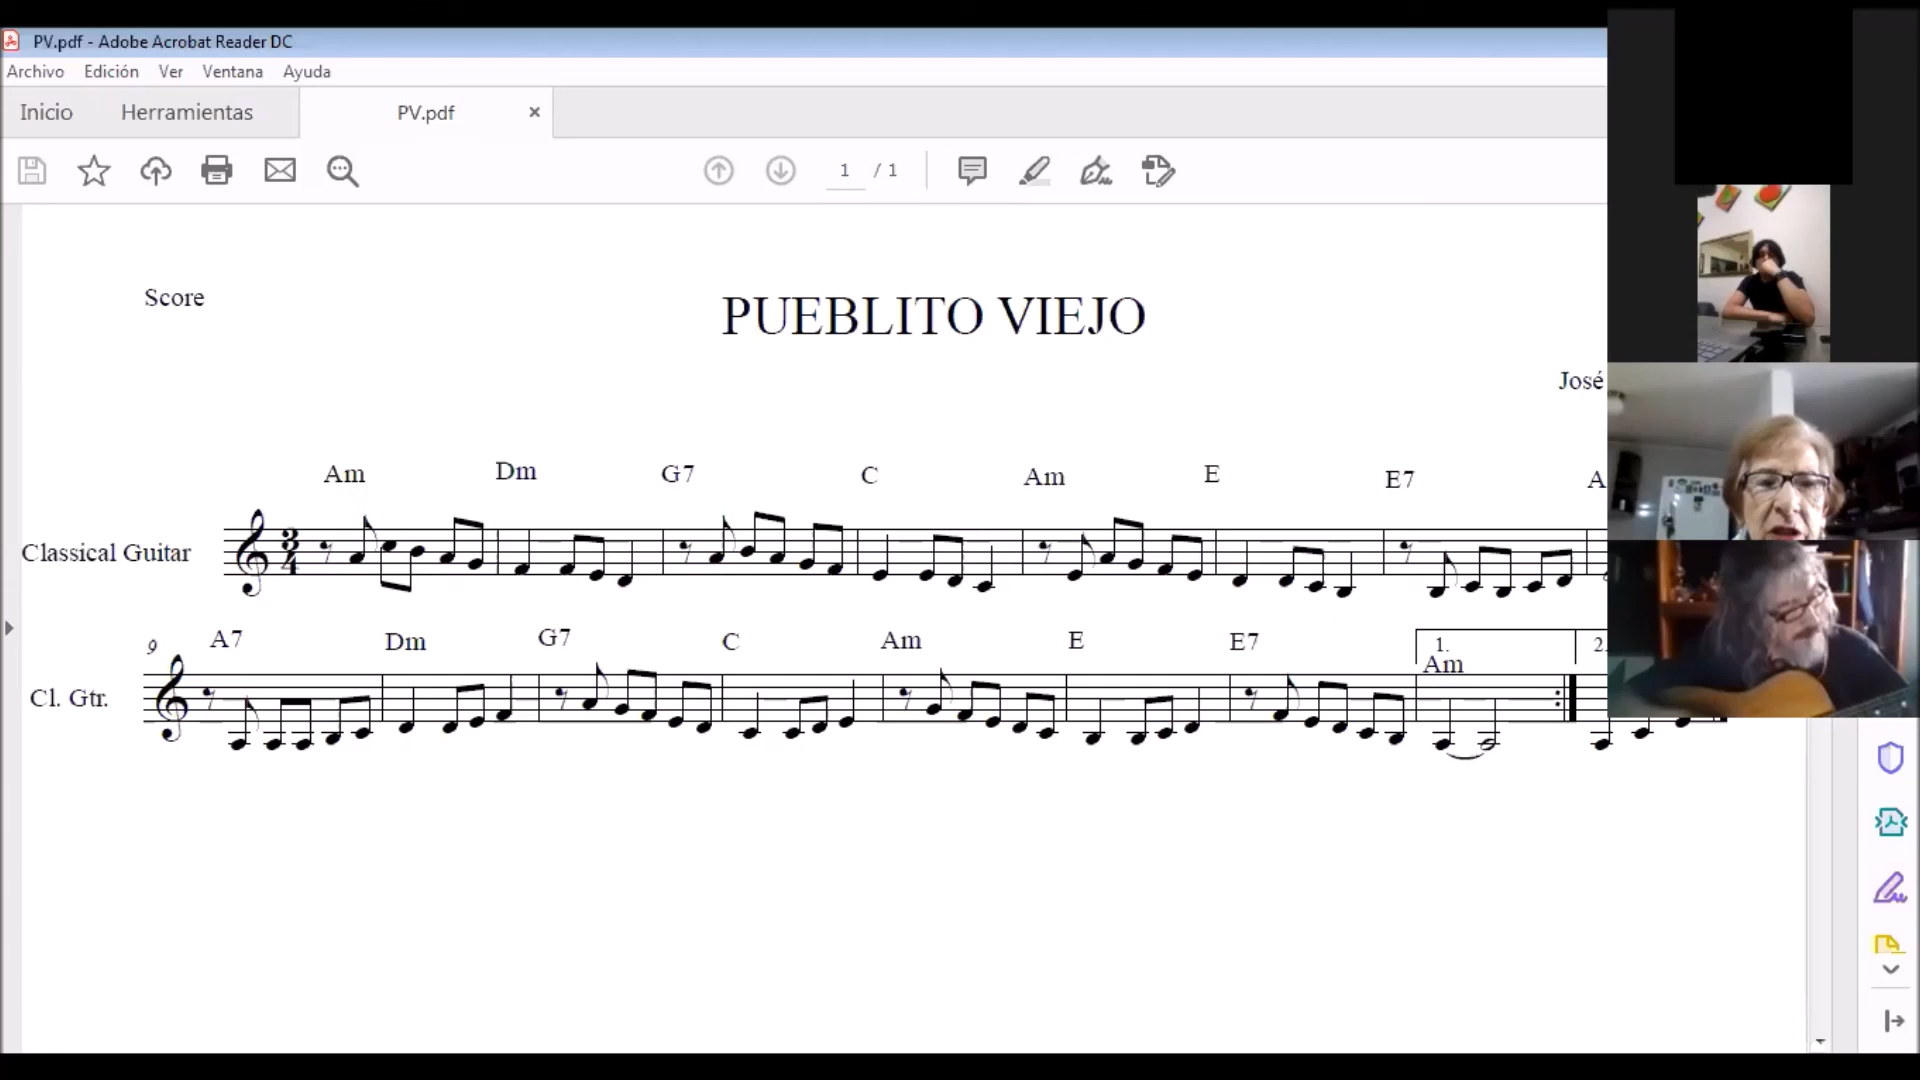 PV.pdf - Adobe Acrobat Reader DC
Archivo Edición Ver Ventana Ayuda
Inicio Herramientas PV.pdf ×
1 / 1
Score
PUEBLITO VIEJO
José
Am Dm G7 C Am E E7 A
Classical Guitar
3
4
9 A7 Dm G7 C Am E E7 1. 2.
Am
Cl. Gtr.